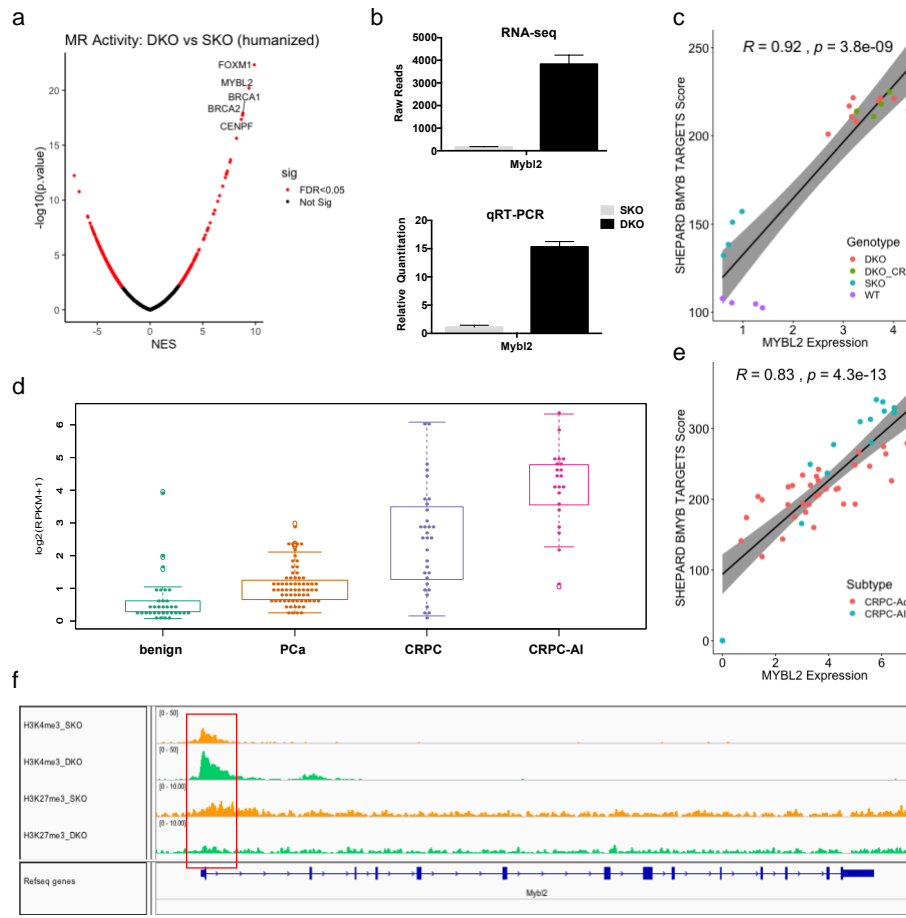 a
MR Activity: DKO vs SKO (humanized)
FOXM1
MYBL2
BRCA1
BRCA2
CENPF
20
15
10
5
0
-log10(p.value)
-5
0
5
10
NES
sig
FDR<0.05
Not Sig
b
RNA-seq
5000
4000
3000
2000
1000
0
Raw Reads
Mybl2
qRT-PCR
SKO
DKO
20
15
10
5
0
Relative Quantitation
Mybl2
c
R = 0.92 , p = 3.8e-09
SHEPARD BMYB TARGETS Score
250
200
150
100
Genotype
DKO
DKO_CR
SKO
WT
1
2
3
4
MYBL2 Expression
d
log2(RPKM+1)
6
5
4
3
2
1
0
benign
PCa
CRPC
CRPC-AI
e
R = 0.83 , p = 4.3e-13
SHEPARD BMYB TARGETS Score
300
200
100
0
Subtype
CRPC-Ad
CRPC-AI
0
2
4
6
MYBL2 Expression
f
H3K4me3_SKO
[0 - 50]
H3K4me3_DKO
[0 - 50]
H3K27me3_SKO
[0 - 10.00]
H3K27me3_DKO
[0 - 10.00]
Refseq genes
Mybl2